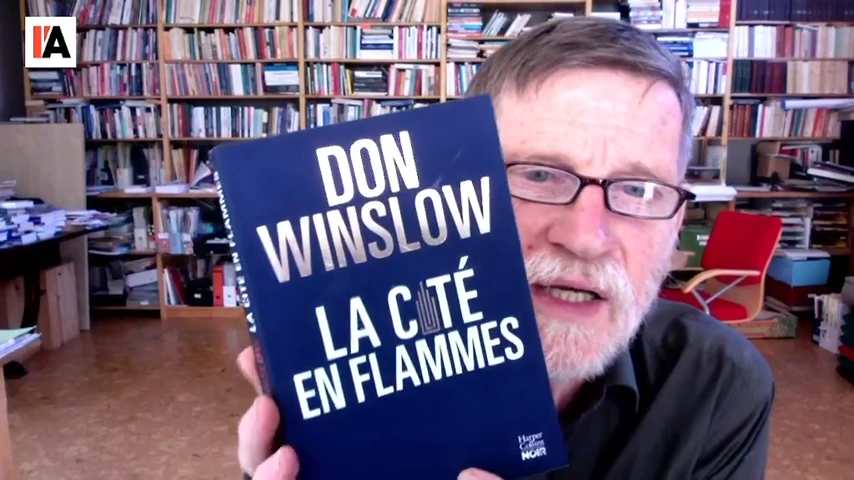 IA
DON
WINSLOW
LA CITÉ
EN FLAMMES
Harper
Collins
NOIR